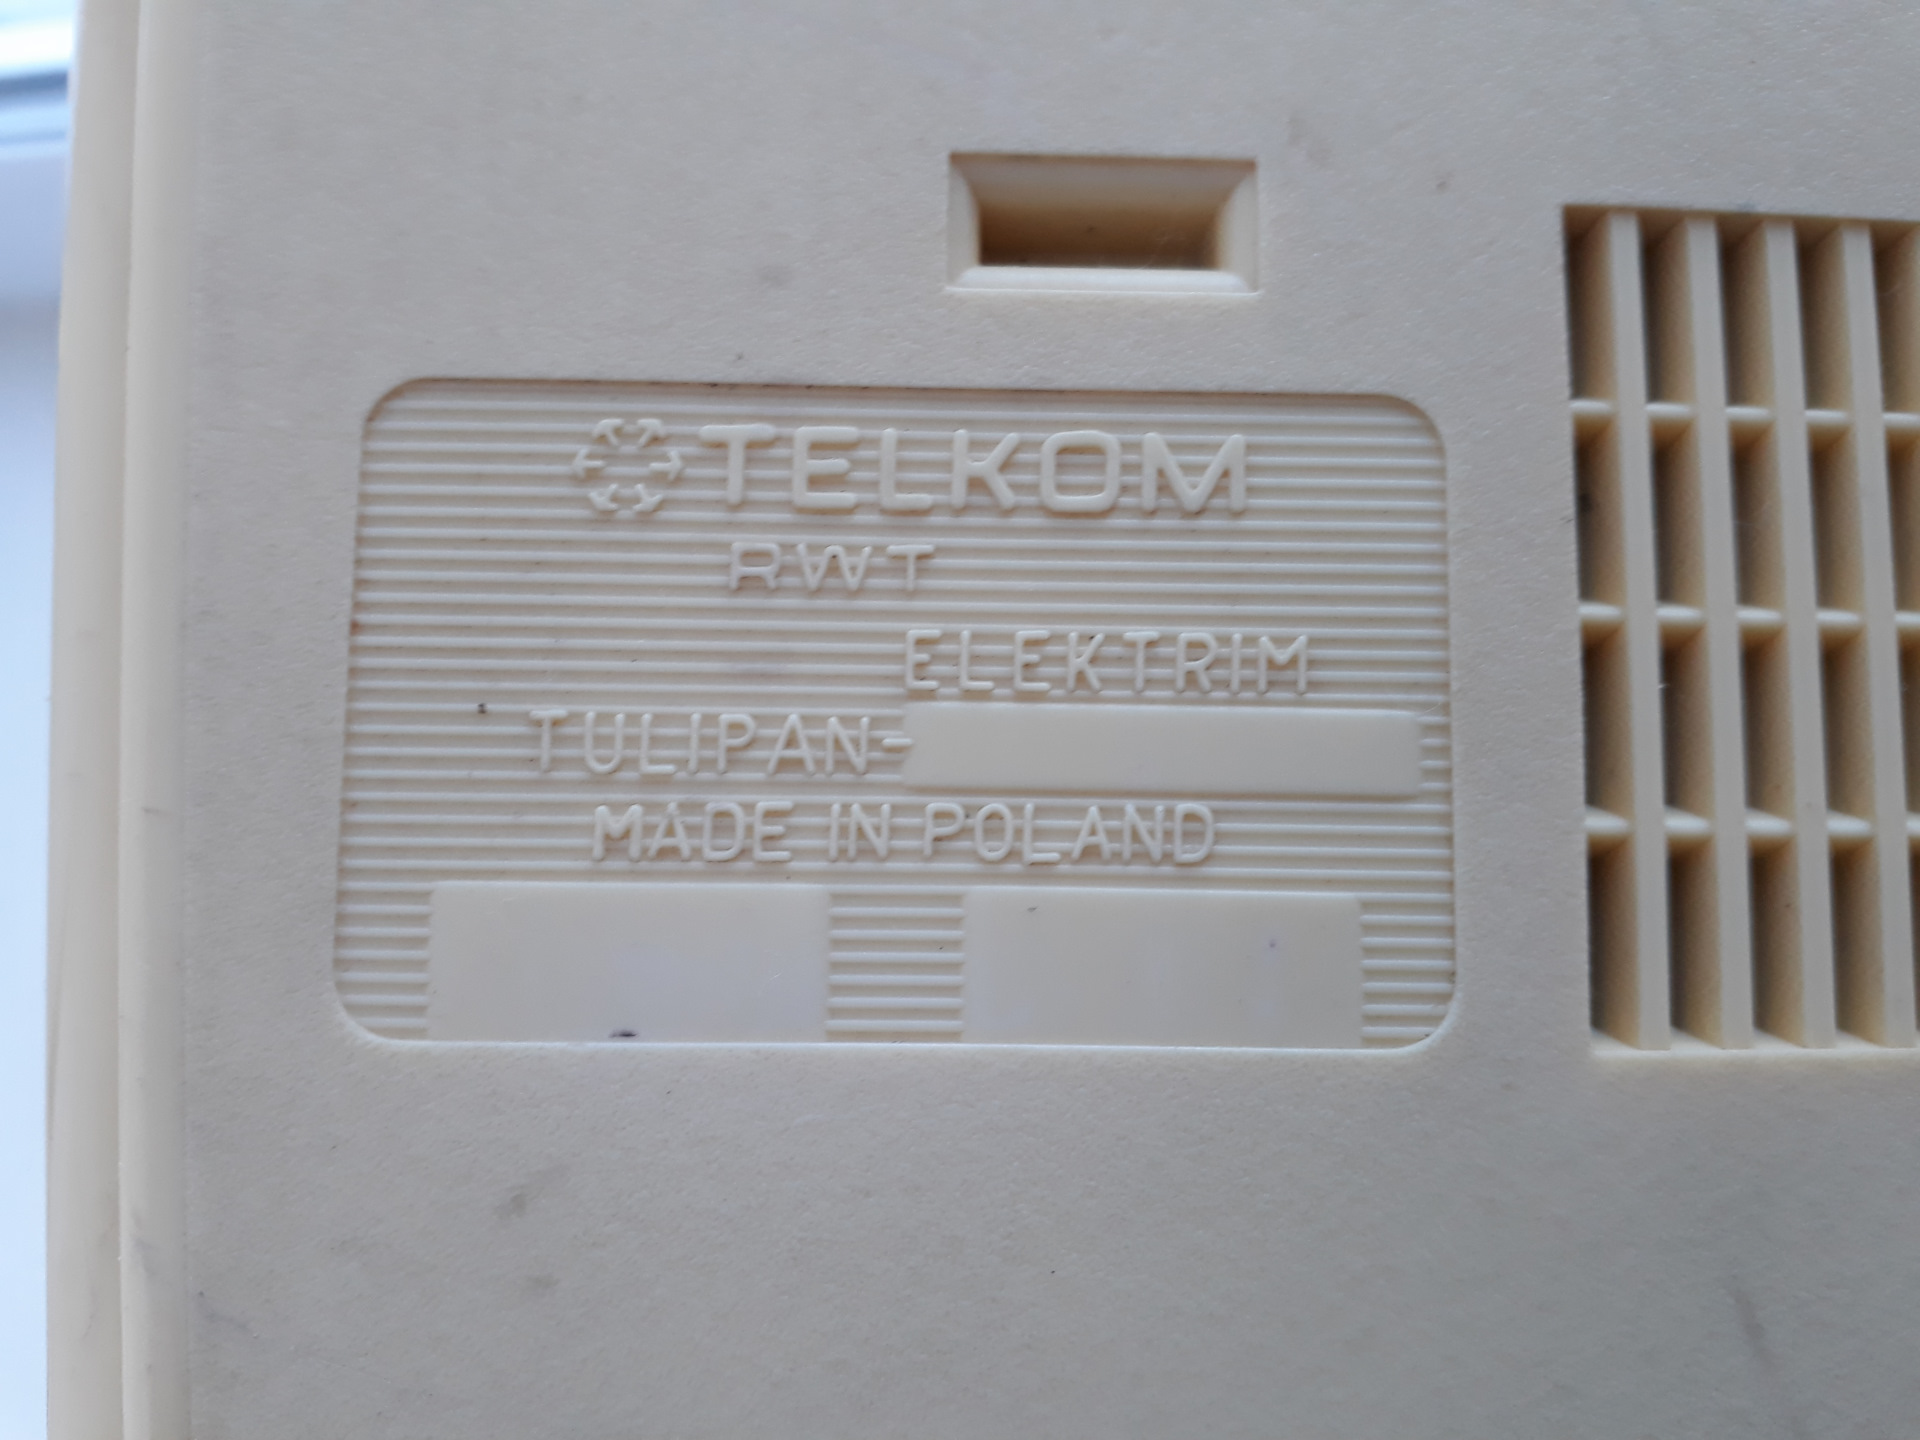 TELKOM
RWT
ELEKTRIM
TULIPAN-
MADE IN POLAND